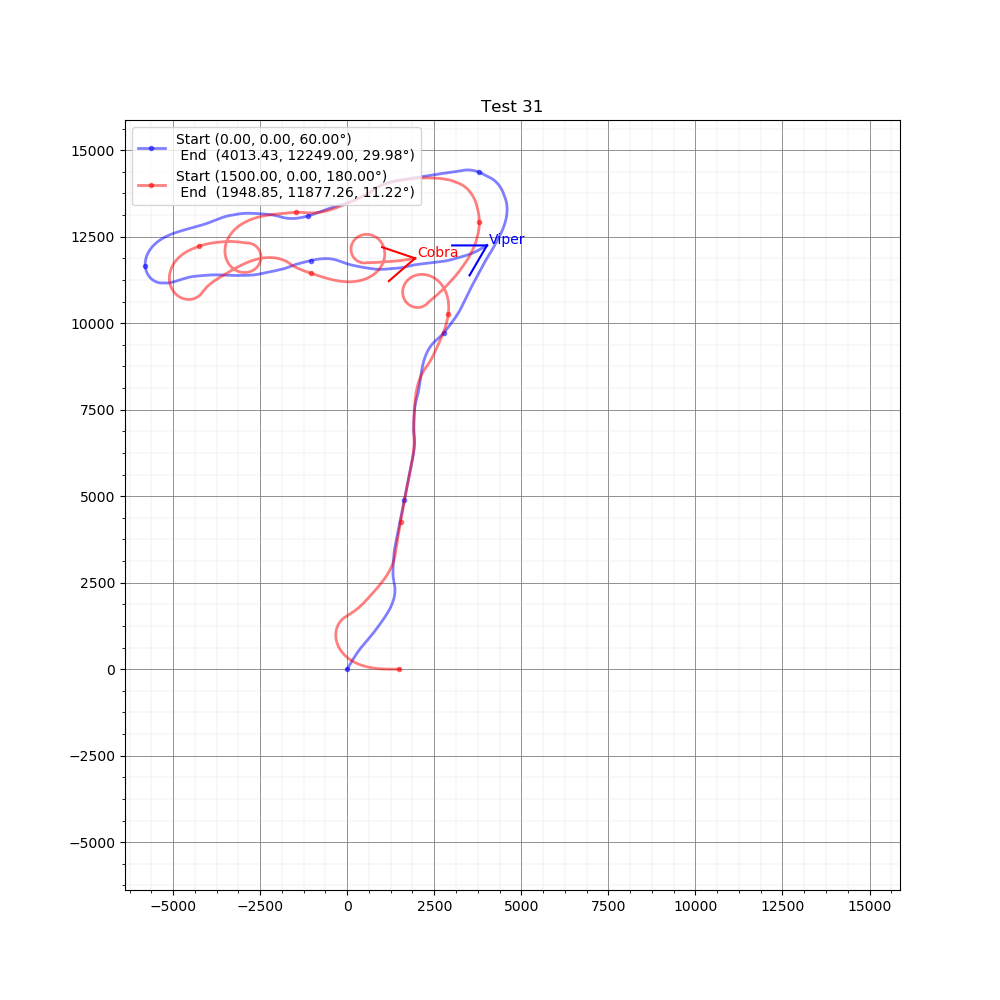 Test 31
Start (0.00, 0.00, 60.00°)
End (4013.43, 12249.00, 29.98°)
Start (1500.00, 0.00, 180.00°)
End (1948.85, 11877.26, 11.22°)
Viper
Cobra
15000
12500
10000
7500
5000
2500
0
−2500
−5000
−5000 −2500 0 2500 5000 7500 10000 12500 15000